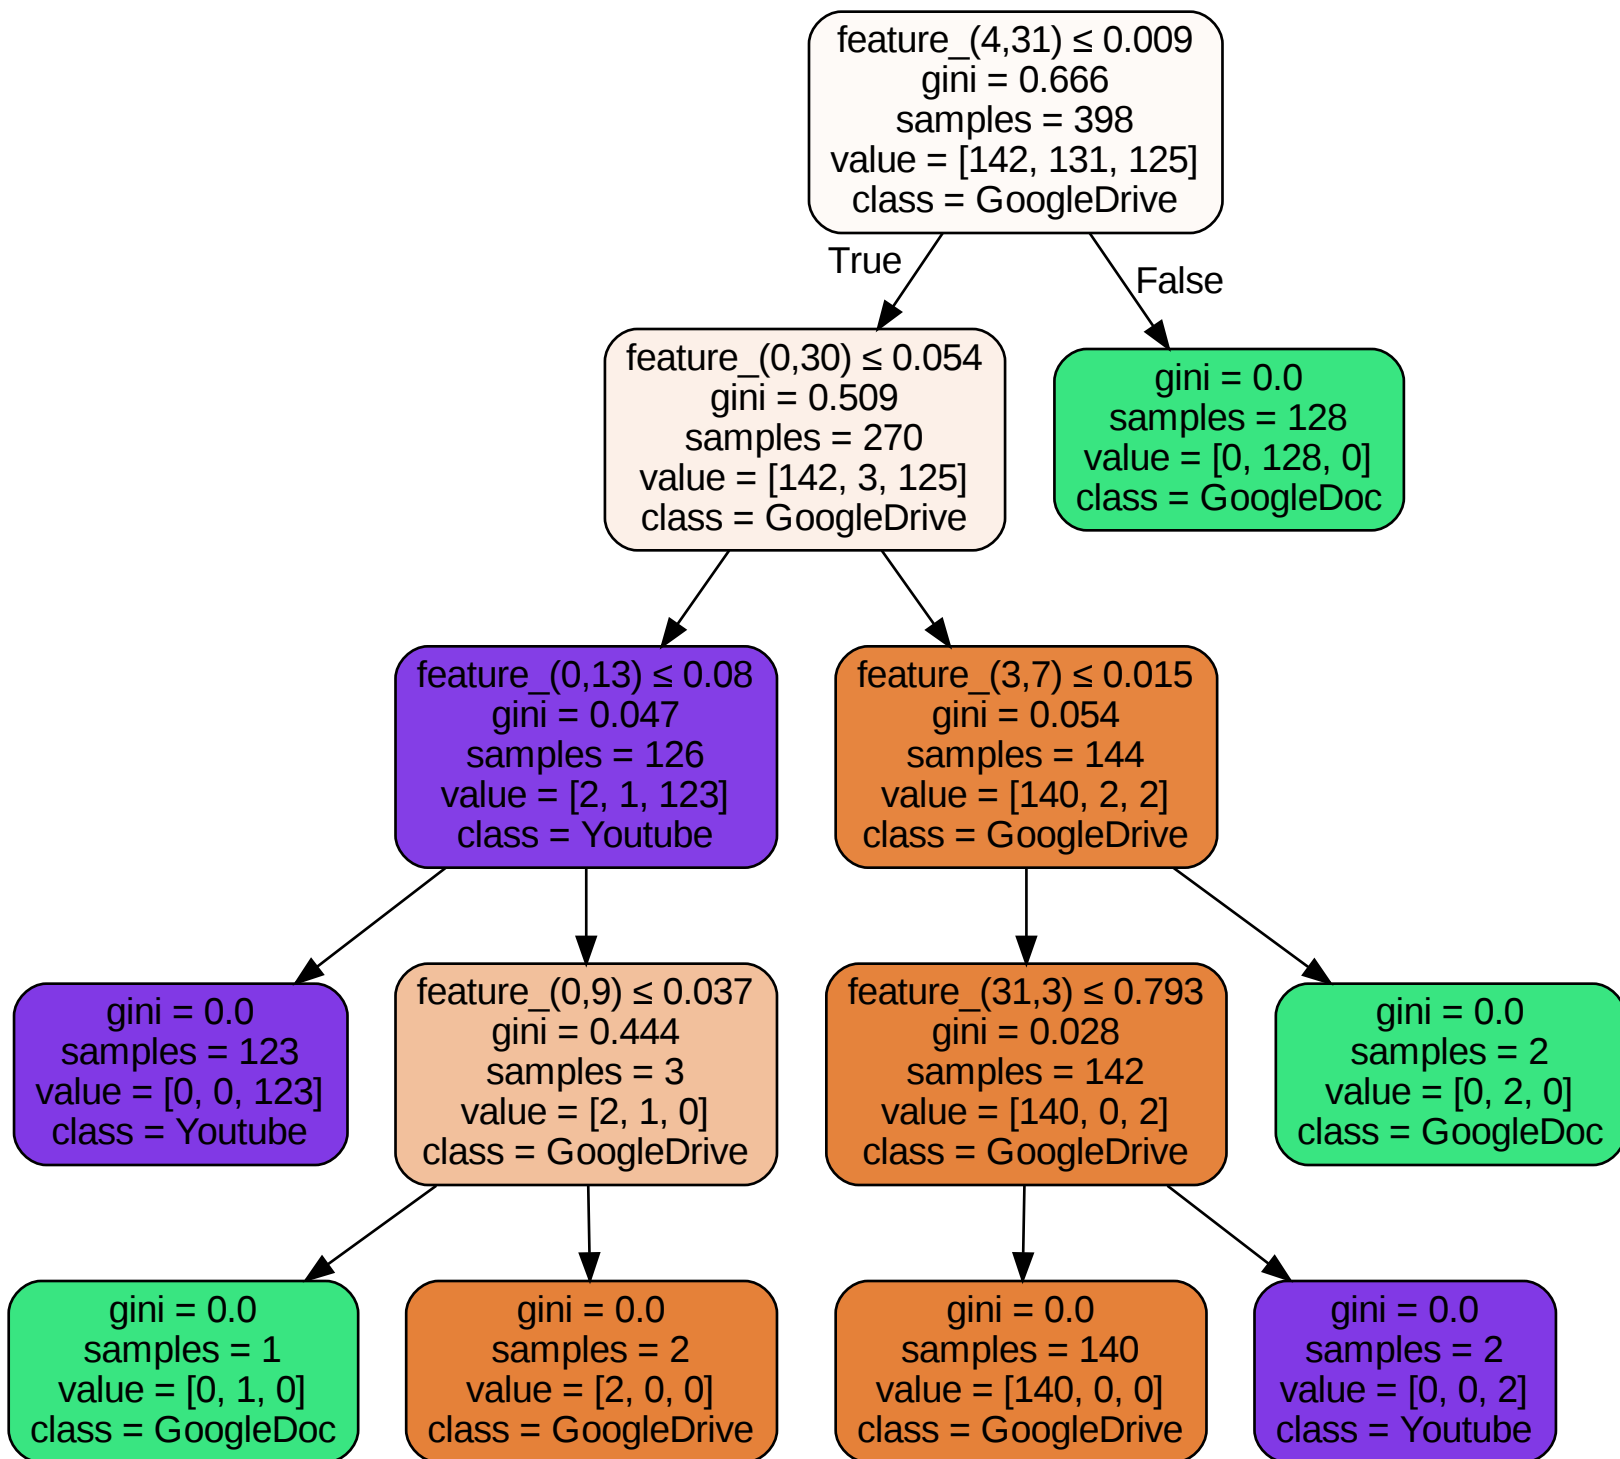 feature_(4,31) ≤ 0.009
gini = 0.666
samples = 398
value = [142, 131, 125]
class = GoogleDrive
True
False
feature_(0,30) ≤ 0.054
gini = 0.509
samples = 270
value = [142, 3, 125]
class = GoogleDrive
gini = 0.0
samples = 128
value = [0, 128, 0]
class = GoogleDoc
feature_(0,13) ≤ 0.08
gini = 0.047
samples = 126
value = [2, 1, 123]
class = Youtube
feature_(3,7) ≤ 0.015
gini = 0.054
samples = 144
value = [140, 2, 2]
class = GoogleDrive
gini = 0.0
samples = 123
value = [0, 0, 123]
class = Youtube
feature_(0,9) ≤ 0.037
gini = 0.444
samples = 3
value = [2, 1, 0]
class = GoogleDrive
feature_(31,3) ≤ 0.793
gini = 0.028
samples = 142
value = [140, 0, 2]
class = GoogleDrive
gini = 0.0
samples = 2
value = [0, 2, 0]
class = GoogleDoc
gini = 0.0
samples = 1
value = [0, 1, 0]
class = GoogleDoc
gini = 0.0
samples = 2
value = [2, 0, 0]
class = GoogleDrive
gini = 0.0
samples = 140
value = [140, 0, 0]
class = GoogleDrive
gini = 0.0
samples = 2
value = [0, 0, 2]
class = Youtube